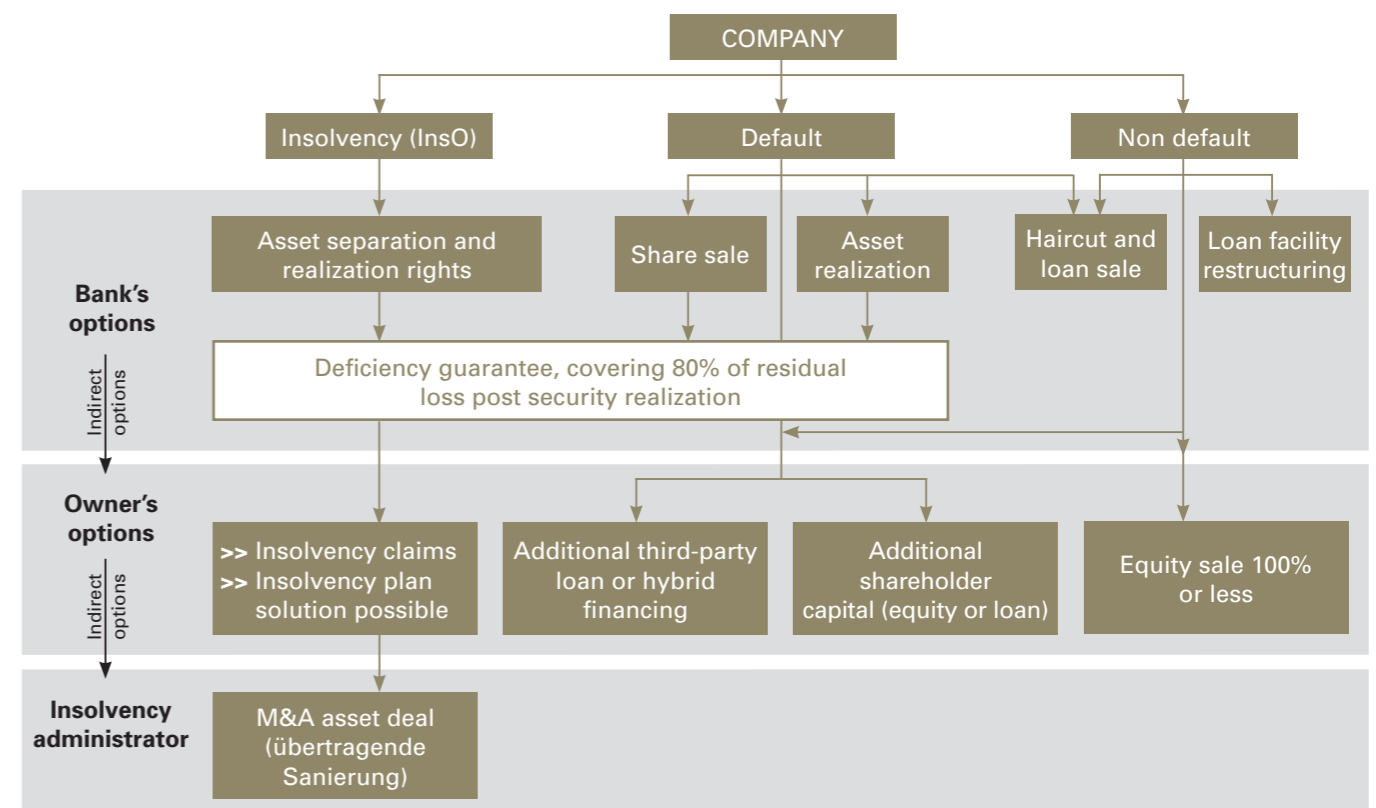 COMPANY
Insolvency (InsO)
Default
Non default
Bank's
options
Asset separation and
realization rights
Share sale
Asset
realization
Haircut and
loan sale
Loan facility
restructuring
Deficiency guarantee, covering 80% of residual
loss post security realization
Indirect
options
Owner's
options
>> Insolvency claims
>> Insolvency plan
solution possible
Additional third-party
loan or hybrid
financing
Additional
shareholder
capital (equity or loan)
Equity sale 100%
or less
Indirect
options
Insolvency
administrator
M&A asset deal
(übertragende
Sanierung)